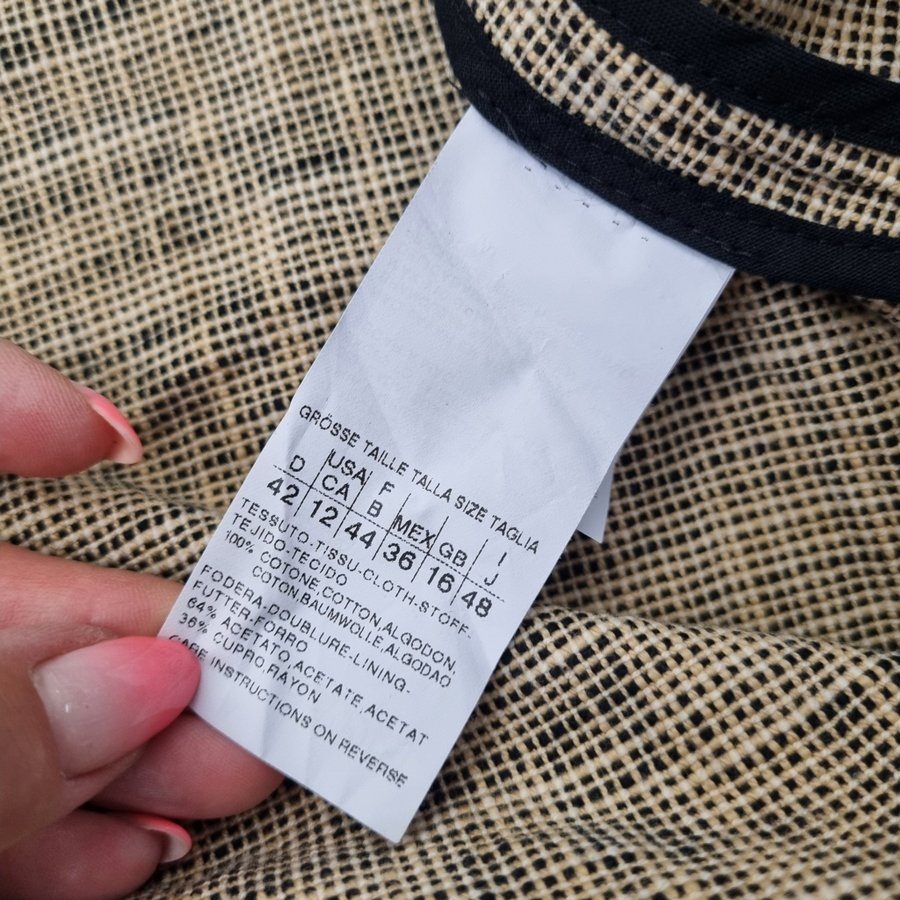 GRÖSSE TAILLE TALLA SIZE TAGLIA
D USA CA F B MEX GB I J
42 12 44 36 16 48
TESSUTO-TISSU-CLOTH-STOFF-
TEJIDO-TECIDO
100% COTONE,COTTON,ALGODON,
COTON,BAUMWOLLE,ALGODAO
FODERA-DOUBLURE-LINING-
FUTTER-FORRO
64% ACETATO,ACETATE,ACETAT
36% CUPRO,RAYON
CARE INSTRUCTIONS ON REVERSE